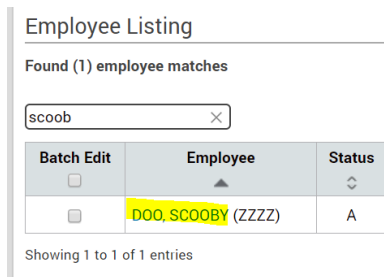 Employee Listing
Found (1) employee matches
scoob
Batch Edit Employee Status
DOO, SCOOBY (ZZZZ) A
Showing 1 to 1 of 1 entries